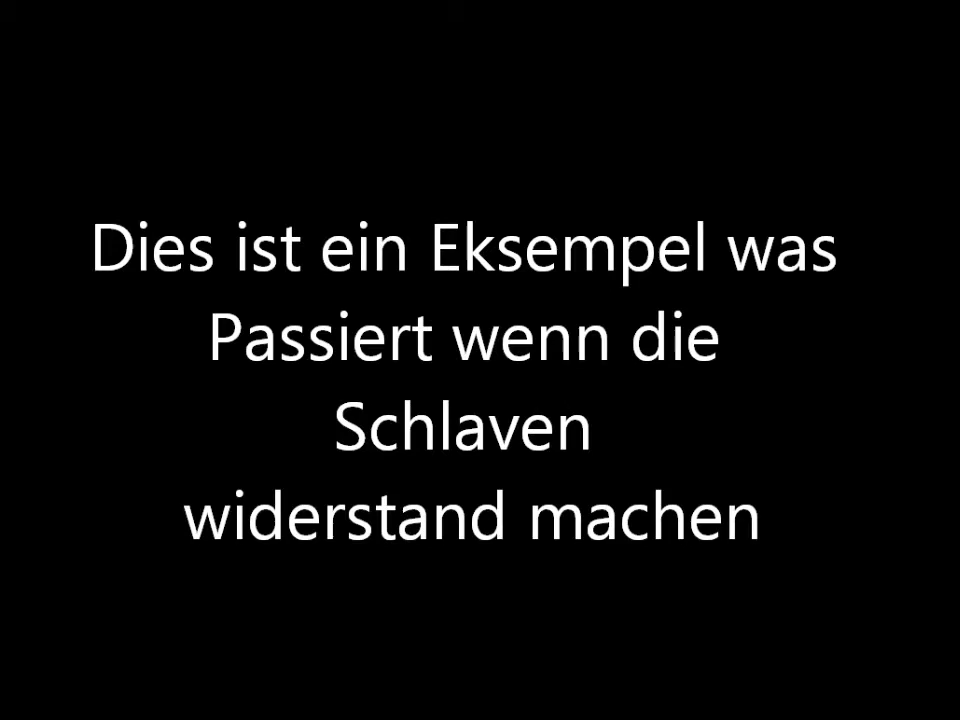 Dies ist ein Eksempel was
Passiert wenn die
Schlaven
widerstand machen